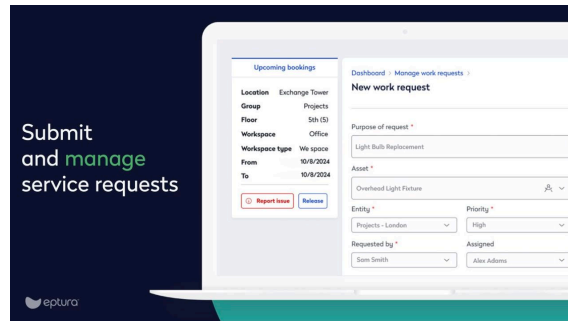 Submit
and manage
service requests
eptura
Upcoming bookings
Location Exchange Tower
Group Projects
Floor 5th (5)
Workspace Office
Workspace type We space
From 10/8/2024
To 10/8/2024
Report issue Release
Dashboard > Manage work requests >
New work request
Purpose of request *
Light Bulb Replacement
Asset *
Overhead Light Fixture
Entity * Priority *
Projects - London High
Requested by * Assigned
Sam Smith Alex Adams